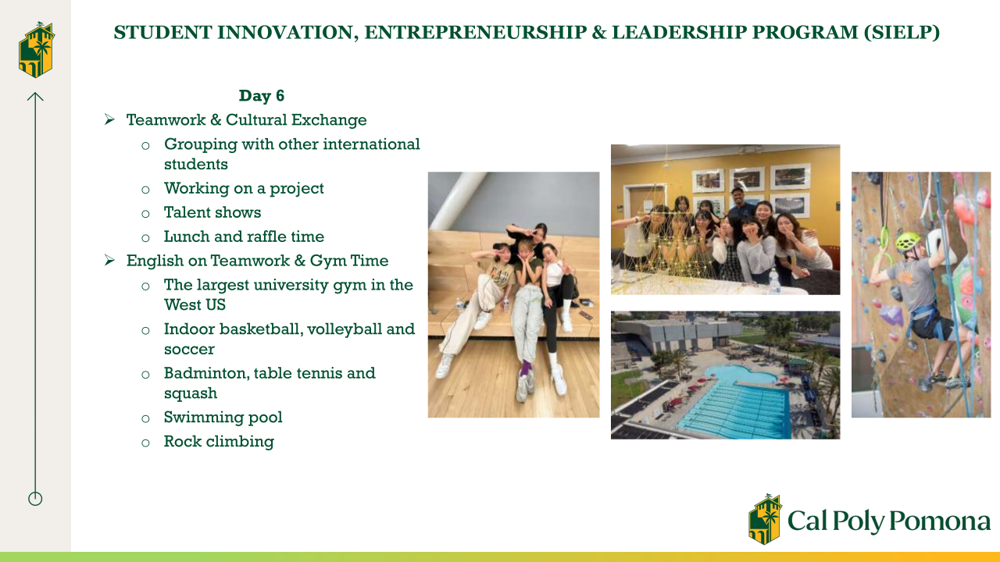 STUDENT INNOVATION, ENTREPRENEURSHIP & LEADERSHIP PROGRAM (SIELP)
Day 6
➢ Teamwork & Cultural Exchange
o Grouping with other international
students
o Working on a project
o Talent shows
o Lunch and raffle time
➢ English on Teamwork & Gym Time
o The largest university gym in the
West US
o Indoor basketball, volleyball and
soccer
o Badminton, table tennis and
squash
o Swimming pool
o Rock climbing
Cal Poly Pomona